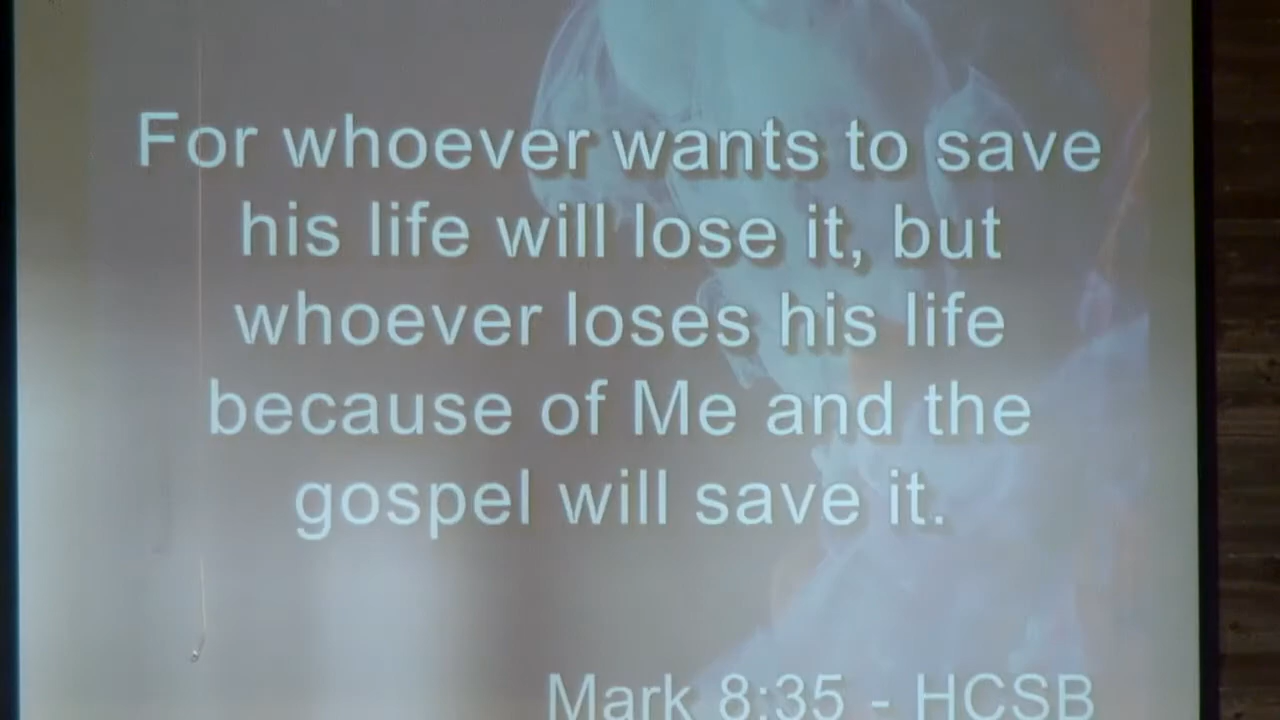 For whoever wants to save
his life will lose it, but
whoever loses his life
because of Me and the
gospel will save it.
Mark 8:35 - HCSB